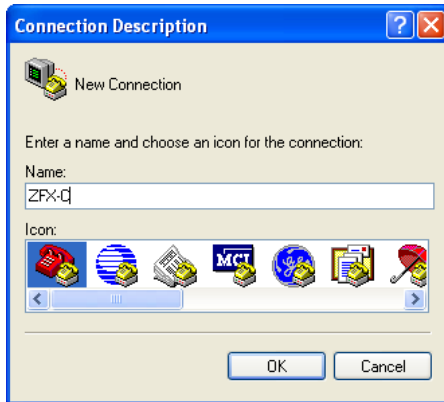 Connection Description
New Connection
Enter a name and choose an icon for the connection:
Name:
ZFX-C
Icon:
MCI
OK
Cancel